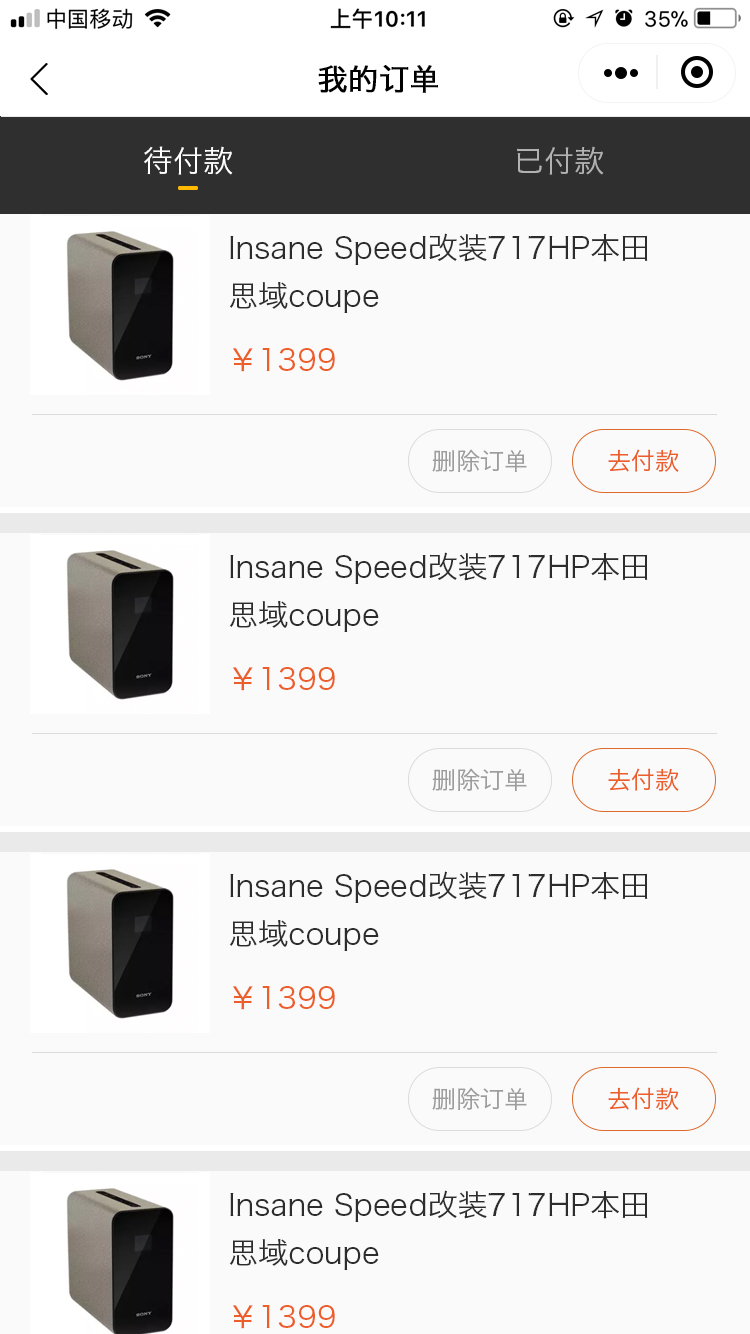 中国移动 上午10:11 35%
我的订单
待付款 已付款
Insane Speed改装717HP本田
思域coupe
SONY
￥1399
删除订单 去付款
Insane Speed改装717HP本田
思域coupe
SONY
￥1399
删除订单 去付款
Insane Speed改装717HP本田
思域coupe
SONY
￥1399
删除订单 去付款
Insane Speed改装717HP本田
思域coupe
SONY
￥1399